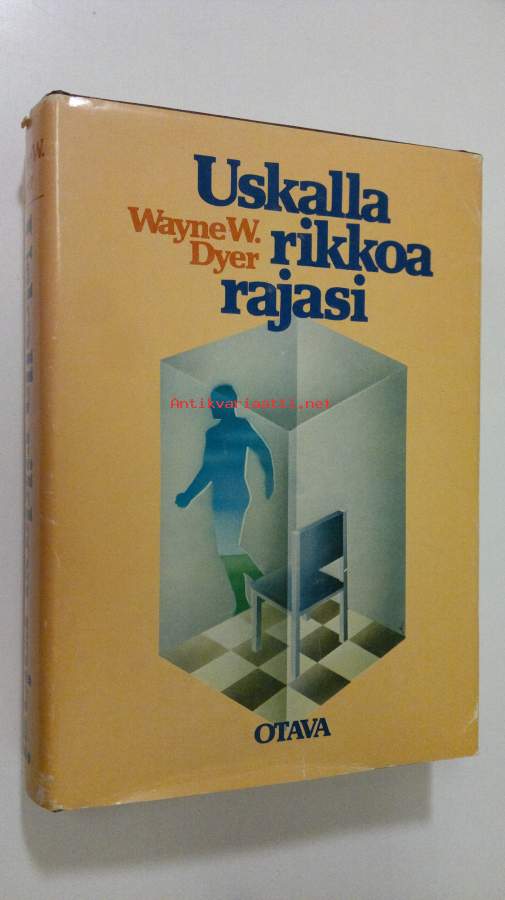 Uskalla
Wayne W.
Dyer
rikkoa
rajasi
Antikvariaatti.net
OTAVA
W.